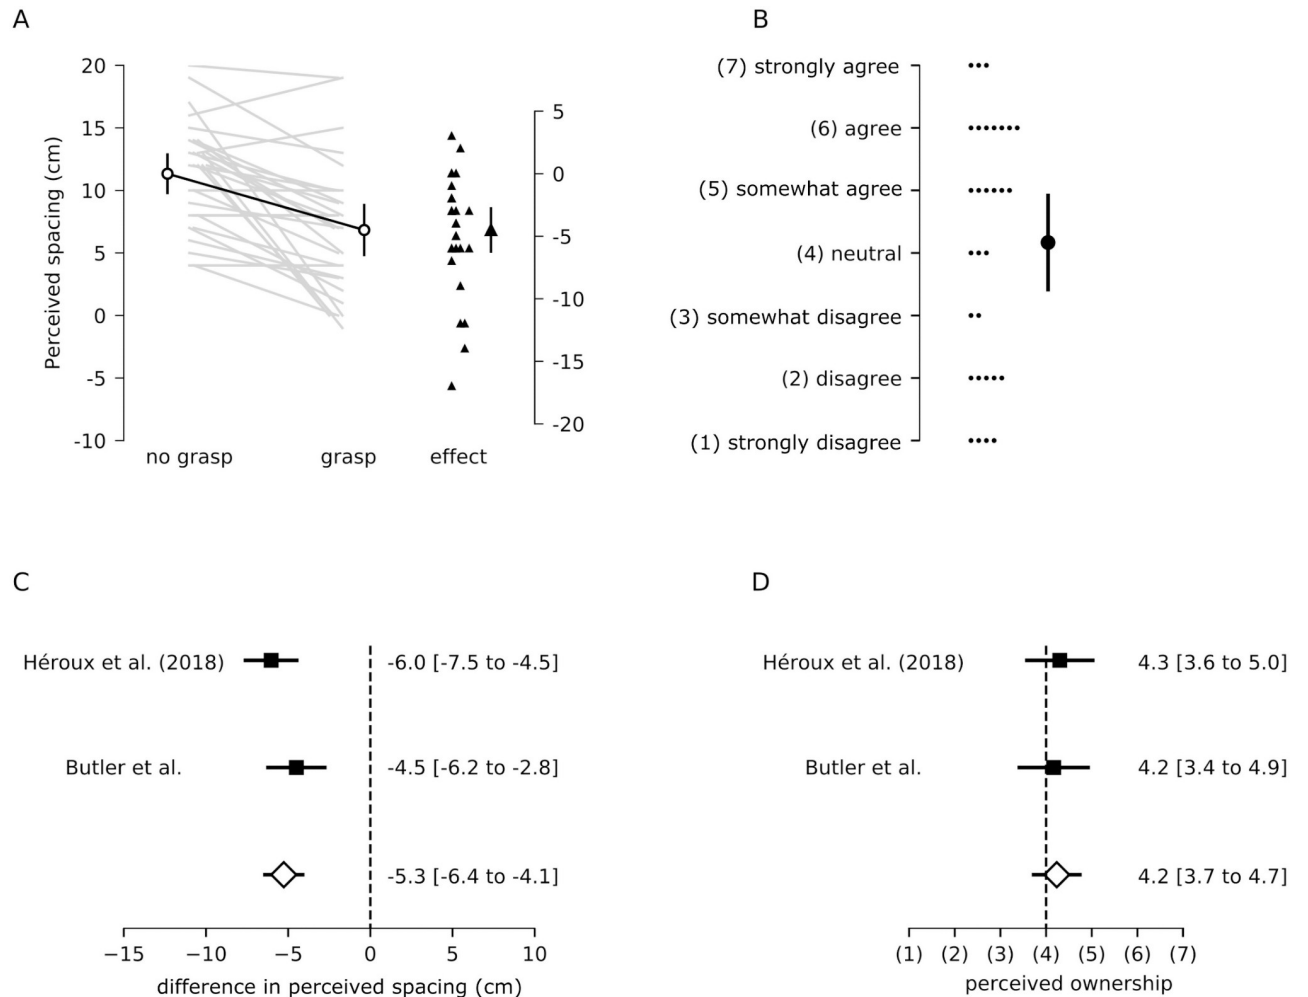 A
B
Perceived spacing (cm)
20
15
10
5
0
-5
-10
5
0
-5
-10
-15
-20
no grasp
grasp
effect
(7) strongly agree
(6) agree
(5) somewhat agree
(4) neutral
(3) somewhat disagree
(2) disagree
(1) strongly disagree
C
D
Héroux et al. (2018)
-6.0 [-7.5 to -4.5]
Butler et al.
-4.5 [-6.2 to -2.8]
-5.3 [-6.4 to -4.1]
−15 −10 −5 0 5 10
difference in perceived spacing (cm)
Héroux et al. (2018)
4.3 [3.6 to 5.0]
Butler et al.
4.2 [3.4 to 4.9]
4.2 [3.7 to 4.7]
(1) (2) (3) (4) (5) (6) (7)
perceived ownership